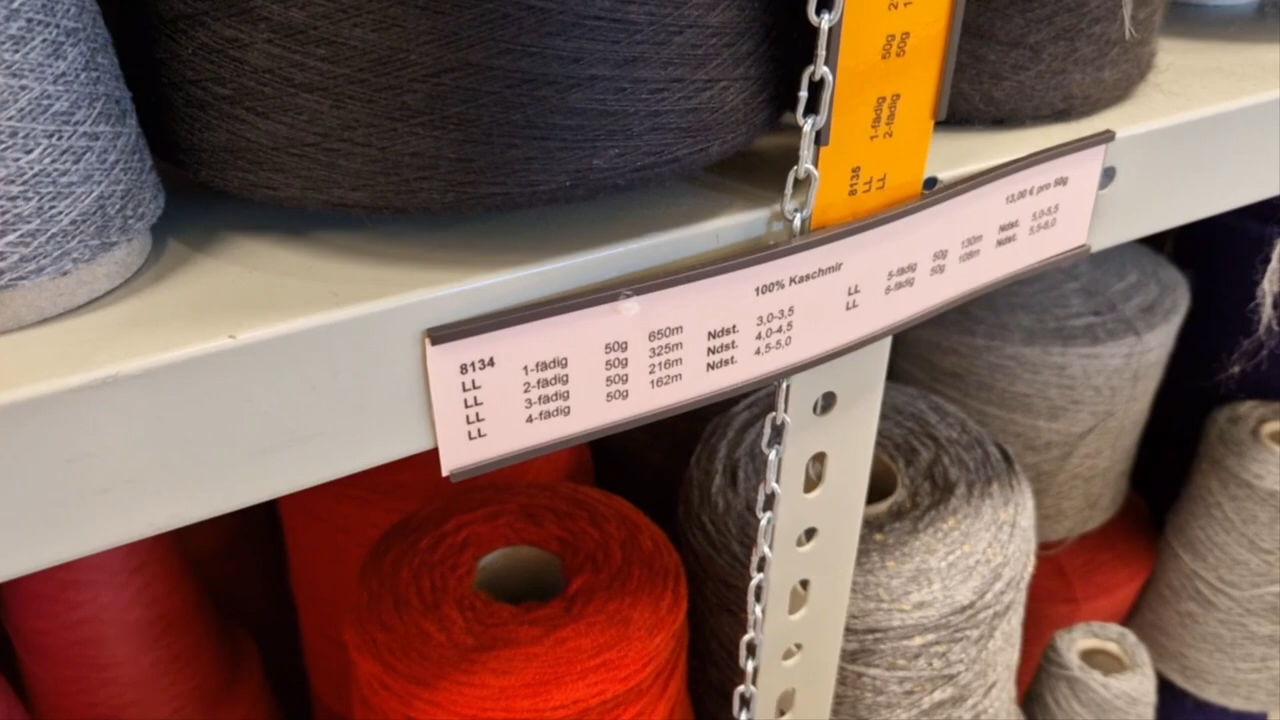 8135
LL 1-fädig 50g
LL 2-fädig 50g
8134 100% Kaschmir 13,00 € pro 50g
LL 1-fädig 50g 650m
LL 2-fädig 50g 325m Ndst. 3,0-3,5
LL 3-fädig 50g 216m Ndst. 4,0-4,5
LL 4-fädig 50g 162m Ndst. 4,5-5,0
LL 5-fädig 50g 130m Ndst. 5,0-5,5
LL 6-fädig 50g 108m Ndst. 5,5-6,0